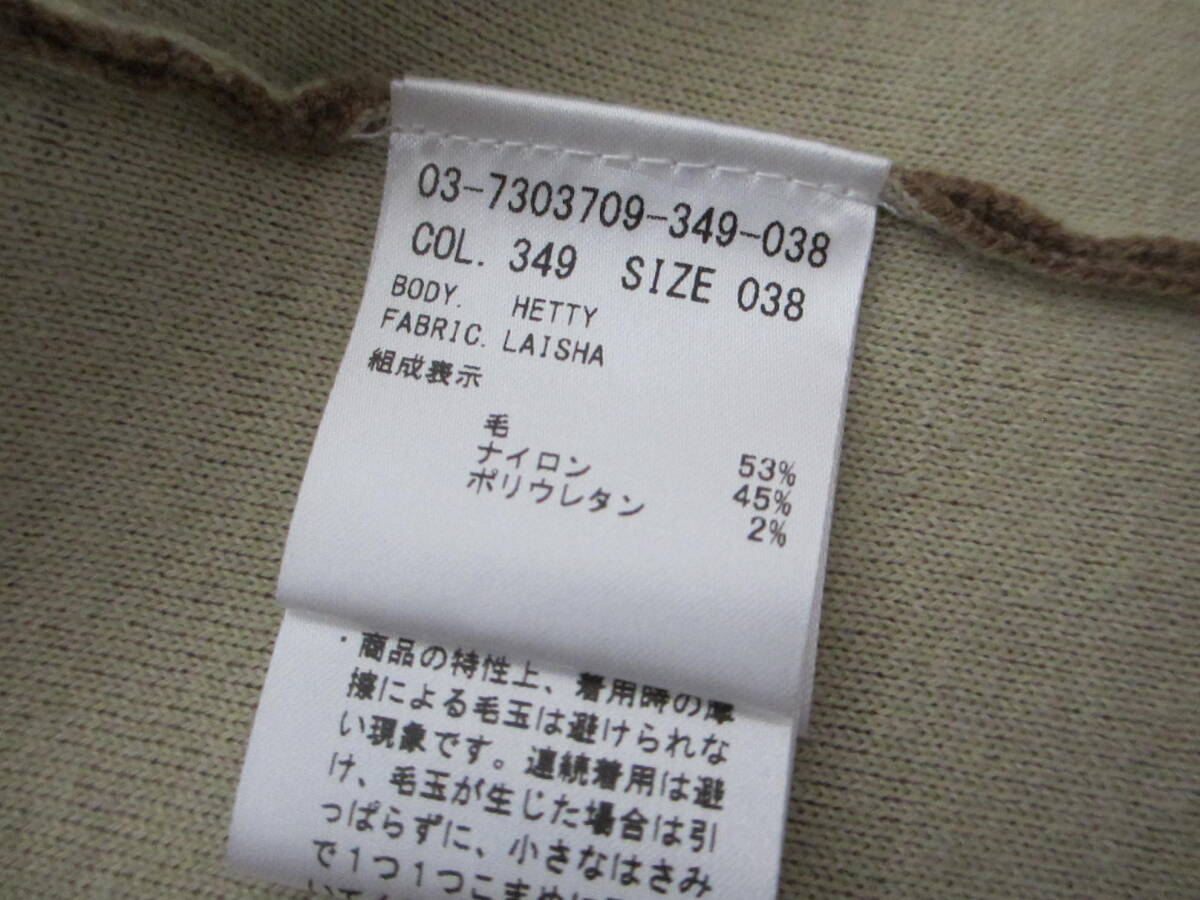 03-7303709-349-038
COL. 349 SIZE 038
BODY. HETTY
FABRIC. LAISHA
組成表示
毛 53%
ナイロン 45%
ポリウレタン 2%
・商品の特性上、着用時の摩
擦による毛玉は避けられな
い現象です。連続着用は避
け、毛玉が生じた場合は引
っぱらずに、小さなはさみ
で1つ1つこまめに